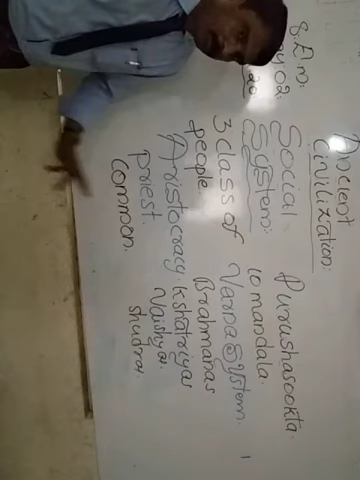 Ancient
Civilization:
S.E.m:
Social
System:
3 class of
people.
Aristocracy.
Priest.
common.
Purushasookta
10 mandala.
Varna System.
Brahmanas
Kshatriyas
Vaishya.
shudra.